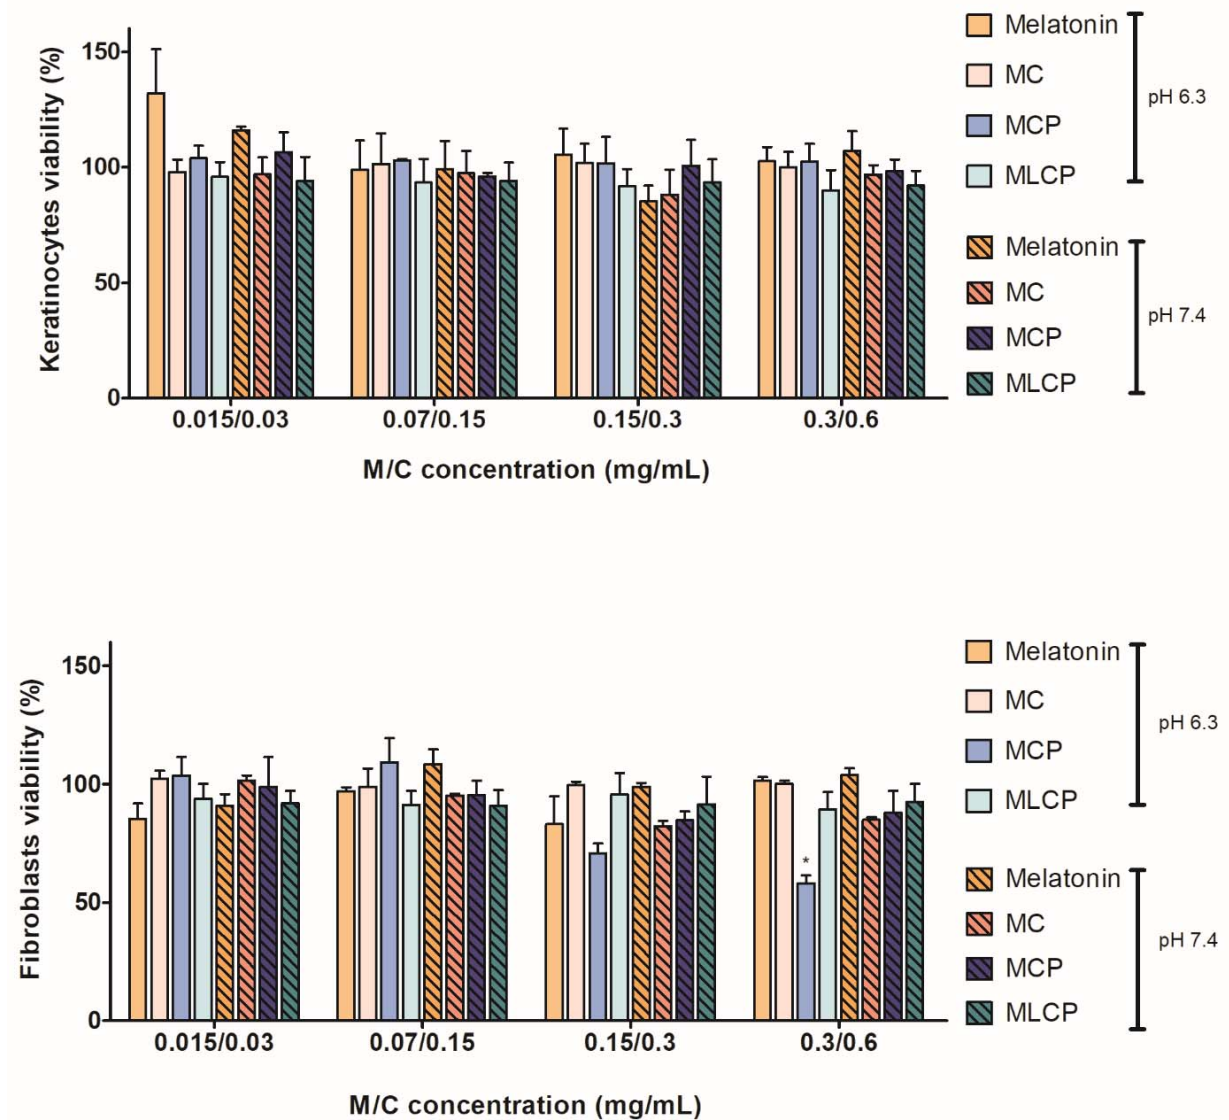 Keratinocytes viability (%)
150
100
50
0
0.015/0.03 0.07/0.15 0.15/0.3 0.3/0.6
M/C concentration (mg/mL)
Melatonin
MC
MCP
MLCP
pH 6.3
Melatonin
MC
MCP
MLCP
pH 7.4
Fibroblasts viability (%)
150
100
50
0
*
0.015/0.03 0.07/0.15 0.15/0.3 0.3/0.6
M/C concentration (mg/mL)
Melatonin
MC
MCP
MLCP
pH 6.3
Melatonin
MC
MCP
MLCP
pH 7.4